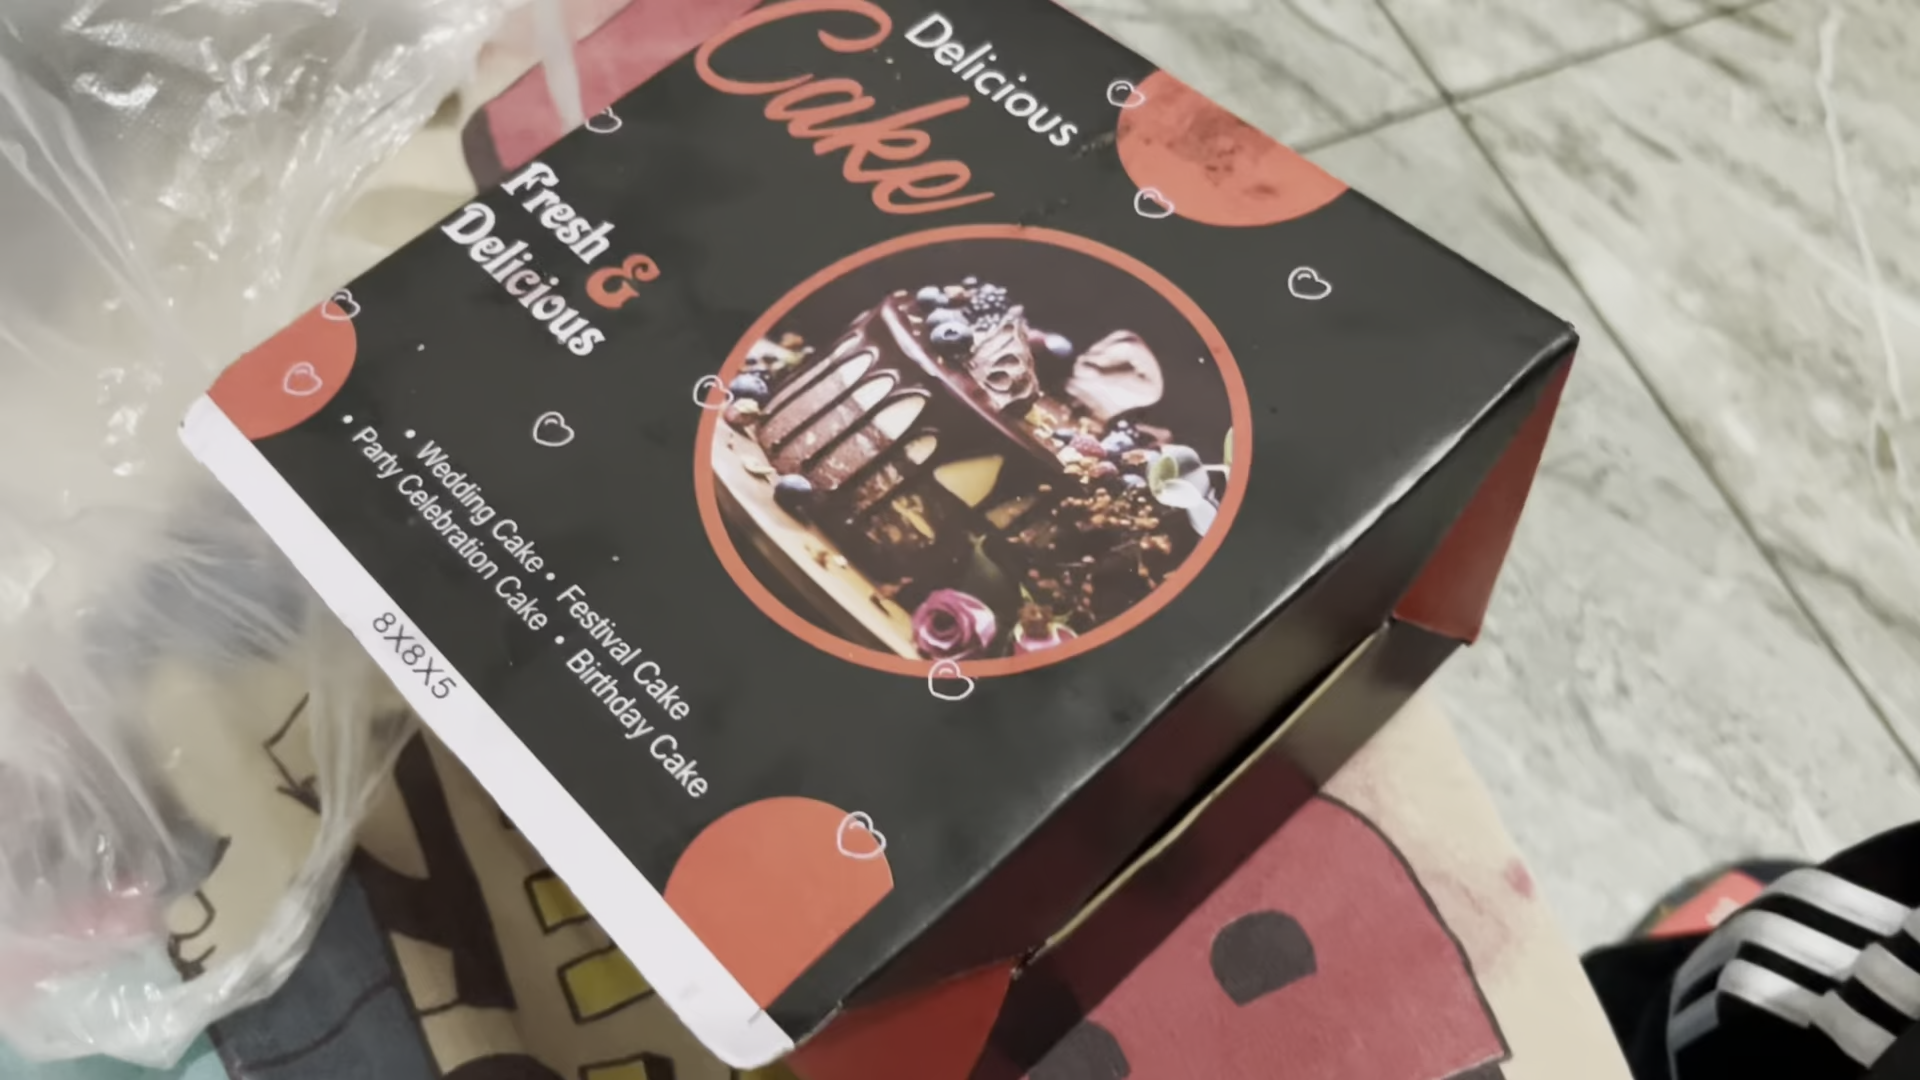 Delicious
Cake
Fresh &
Delicious
• Wedding Cake • Festival Cake
• Party Celebration Cake • Birthday Cake
8X8X5